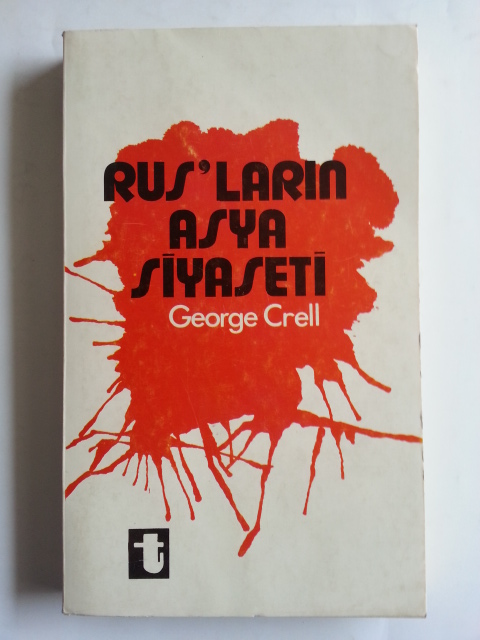 RUS'LARIN
ASYA
SİYASETİ
George Crell
t